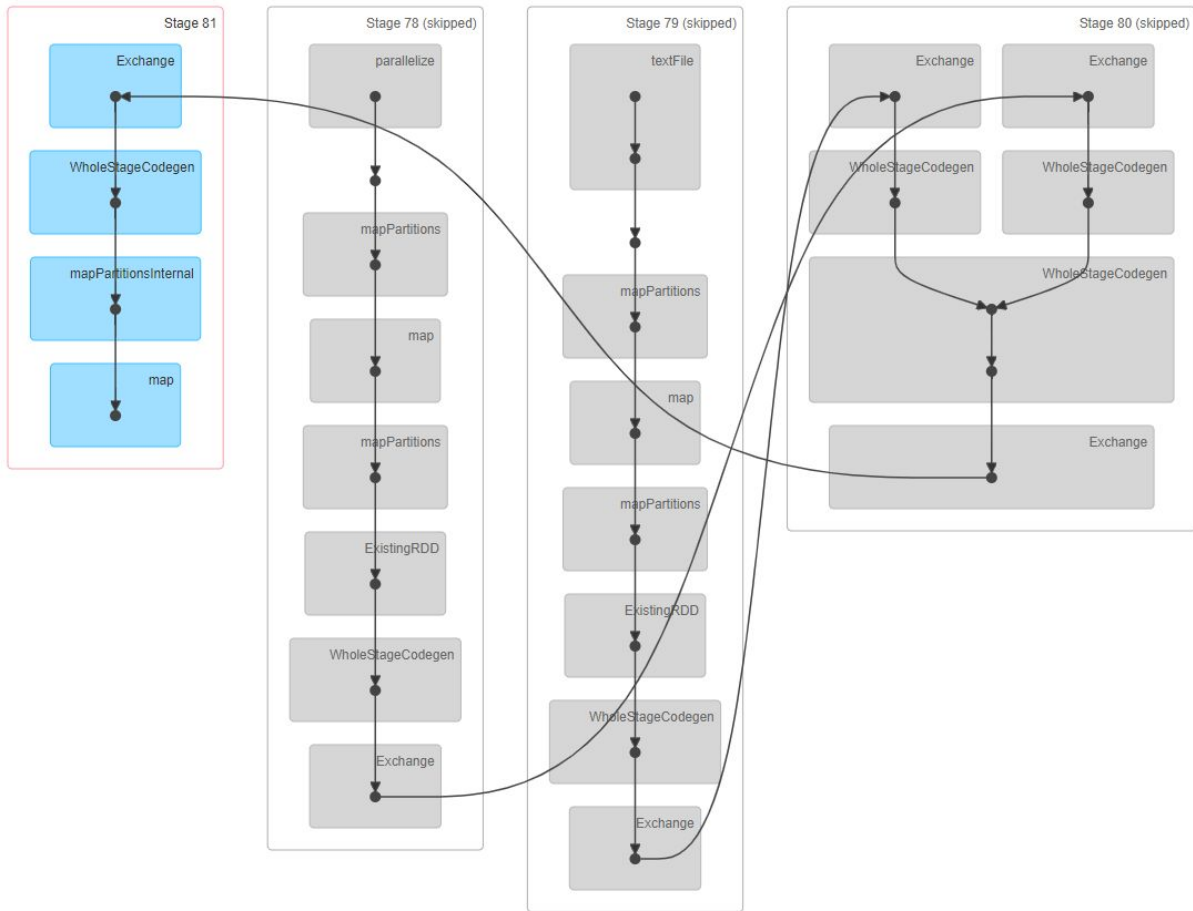 Stage 81
Exchange
WholeStageCodegen
mapPartitionsInternal
map
Stage 78 (skipped)
parallelize
mapPartitions
map
mapPartitions
ExistingRDD
WholeStageCodegen
Exchange
Stage 79 (skipped)
textFile
mapPartitions
map
mapPartitions
ExistingRDD
WholeStageCodegen
Exchange
Stage 80 (skipped)
Exchange
Exchange
WholeStageCodegen
WholeStageCodegen
WholeStageCodegen
Exchange